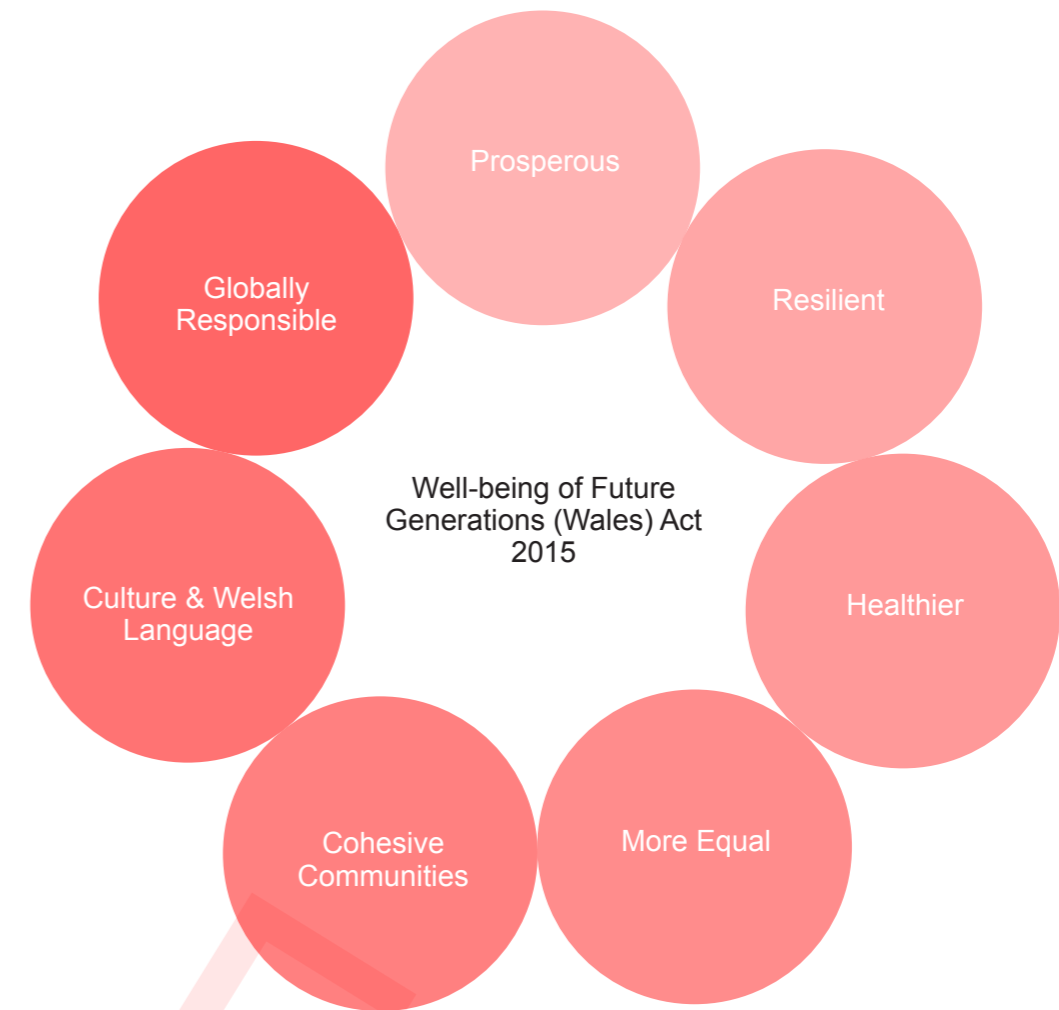 Prosperous
Resilient
Healthier
More Equal
Cohesive
Communities
Culture & Welsh
Language
Globally
Responsible
Well-being of Future
Generations (Wales) Act
2015